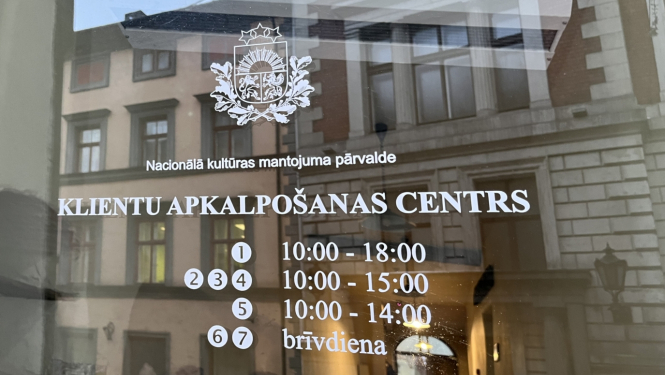 Nacionālā kultūras mantojuma pārvalde
KLIENTU APKALPOŠANAS CENTRS
1 10:00 - 18:00
2 3 4 10:00 - 15:00
5 10:00 - 14:00
6 7 brīvdiena